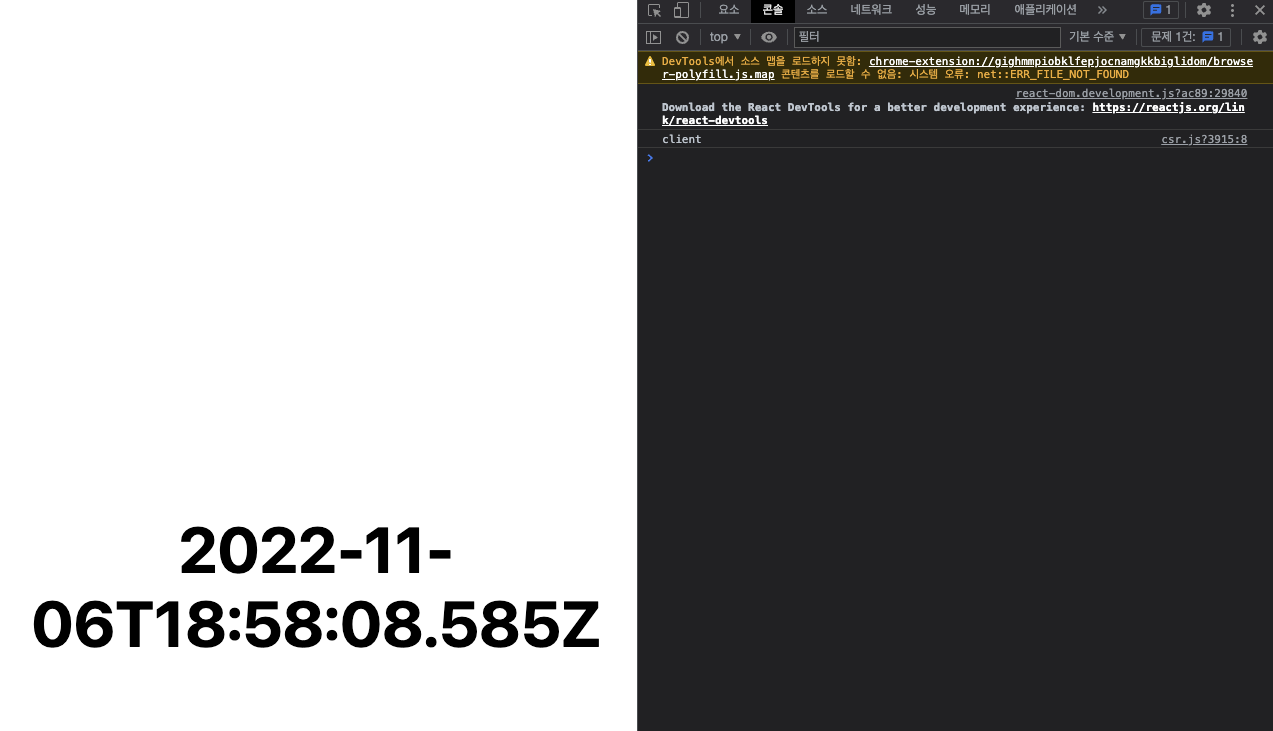 2022-11-
06T18:58:08.585Z
요소 콘솔 소스 네트워크 성능 메모리 애플리케이션 » 1
top ▼ 필터 기본 수준 ▼ 문제 1건: 1
DevTools에서 소스 맵을 로드하지 못함: chrome-extension://gighmmpiobklfepjocnamgkkbiglidom/browse
r-polyfill.js.map 콘텐츠를 로드할 수 없음: 시스템 오류: net::ERR_FILE_NOT_FOUND
react-dom.development.js?ac89:29840
Download the React DevTools for a better development experience: https://reactjs.org/lin
k/react-devtools
client csr.js?3915:8
>